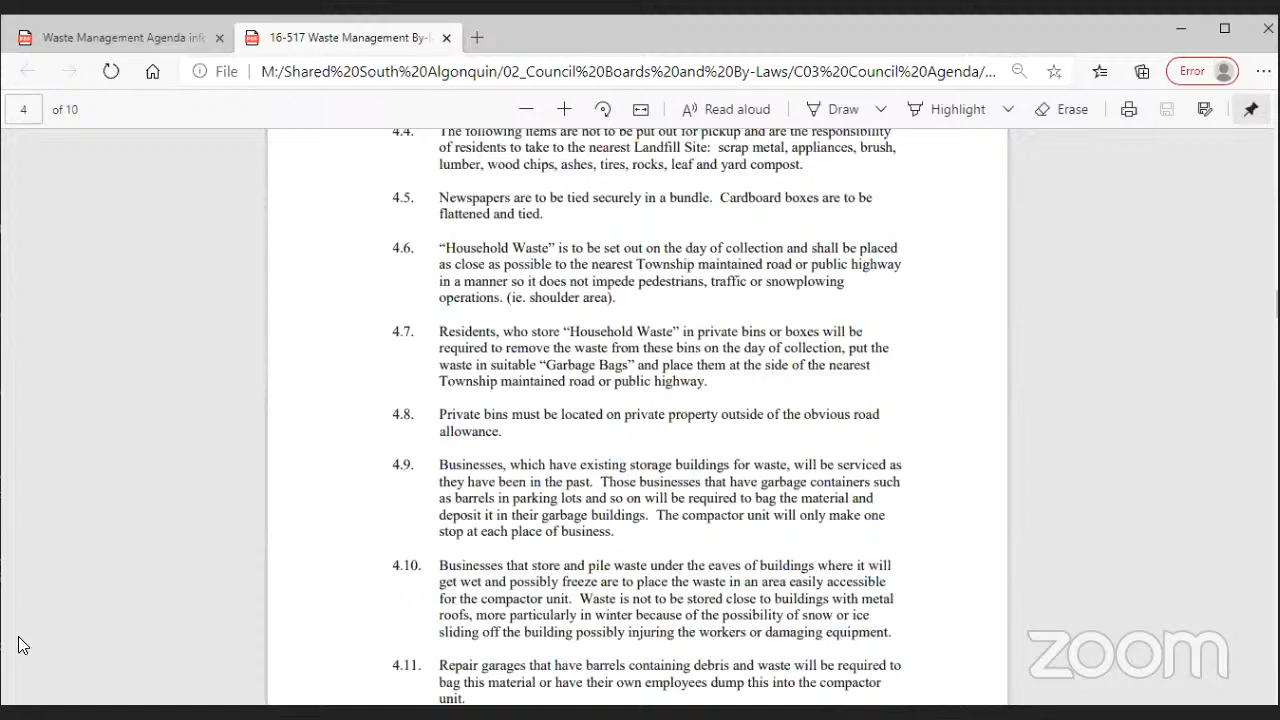 Waste Management Agenda info
16-517 Waste Management By-l
File M:/Shared%20South%20Algonquin/02_Council%20Boards%20and%20By-Laws/C03%20Council%20Agenda/... Error
4 of 10 Read aloud Draw Highlight Erase
4.4. The following items are not to be put out for pickup and are the responsibility
of residents to take to the nearest Landfill Site: scrap metal, appliances, brush,
lumber, wood chips, ashes, tires, rocks, leaf and yard compost.
4.5. Newspapers are to be tied securely in a bundle. Cardboard boxes are to be
flattened and tied.
4.6. “Household Waste” is to be set out on the day of collection and shall be placed
as close as possible to the nearest Township maintained road or public highway
in a manner so it does not impede pedestrians, traffic or snowplowing
operations. (ie. shoulder area).
4.7. Residents, who store “Household Waste” in private bins or boxes will be
required to remove the waste from these bins on the day of collection, put the
waste in suitable “Garbage Bags” and place them at the side of the nearest
Township maintained road or public highway.
4.8. Private bins must be located on private property outside of the obvious road
allowance.
4.9. Businesses, which have existing storage buildings for waste, will be serviced as
they have been in the past. Those businesses that have garbage containers such
as barrels in parking lots and so on will be required to bag the material and
deposit it in their garbage buildings. The compactor unit will only make one
stop at each place of business.
4.10. Businesses that store and pile waste under the eaves of buildings where it will
get wet and possibly freeze are to place the waste in an area easily accessible
for the compactor unit. Waste is not to be stored close to buildings with metal
roofs, more particularly in winter because of the possibility of snow or ice
sliding off the building possibly injuring the workers or damaging equipment.
4.11. Repair garages that have barrels containing debris and waste will be required to
bag this material or have their own employees dump this into the compactor
unit.
zoom